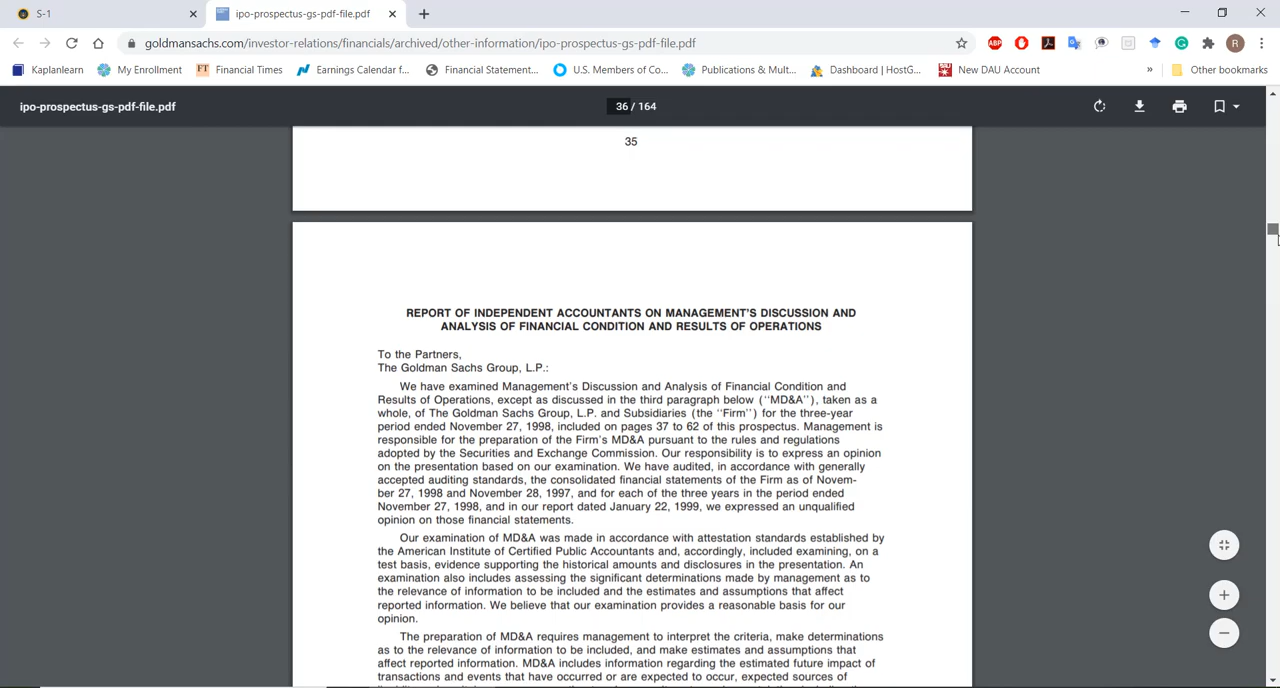 S-1
ipo-prospectus-gs-pdf-file.pdf
goldmansachs.com/investor-relations/financials/archived/other-information/ipo-prospectus-gs-pdf-file.pdf
ABP
R
Kaplanlearn
My Enrollment
FT Financial Times
Earnings Calendar f...
Financial Statement...
U.S. Members of Co...
Publications & Mult...
Dashboard | HostG...
New DAU Account
»
Other bookmarks
ipo-prospectus-gs-pdf-file.pdf
36 / 164
35
REPORT OF INDEPENDENT ACCOUNTANTS ON MANAGEMENT'S DISCUSSION AND
ANALYSIS OF FINANCIAL CONDITION AND RESULTS OF OPERATIONS
To the Partners,
The Goldman Sachs Group, L.P.:
We have examined Management's Discussion and Analysis of Financial Condition and
Results of Operations, except as discussed in the third paragraph below (''MD&A''), taken as a
whole, of The Goldman Sachs Group, L.P. and Subsidiaries (the ''Firm'') for the three-year
period ended November 27, 1998, included on pages 37 to 62 of this prospectus. Management is
responsible for the preparation of the Firm's MD&A pursuant to the rules and regulations
adopted by the Securities and Exchange Commission. Our responsibility is to express an opinion
on the presentation based on our examination. We have audited, in accordance with generally
accepted auditing standards, the consolidated financial statements of the Firm as of Novem-
ber 27, 1998 and November 28, 1997, and for each of the three years in the period ended
November 27, 1998, and in our report dated January 22, 1999, we expressed an unqualified
opinion on those financial statements.
Our examination of MD&A was made in accordance with attestation standards established by
the American Institute of Certified Public Accountants and, accordingly, included examining, on a
test basis, evidence supporting the historical amounts and disclosures in the presentation. An
examination also includes assessing the significant determinations made by management as to
the relevance of information to be included and the estimates and assumptions that affect
reported information. We believe that our examination provides a reasonable basis for our
opinion.
The preparation of MD&A requires management to interpret the criteria, make determinations
as to the relevance of information to be included, and make estimates and assumptions that
affect reported information. MD&A includes information regarding the estimated future impact of
transactions and events that have occurred or are expected to occur, expected sources of